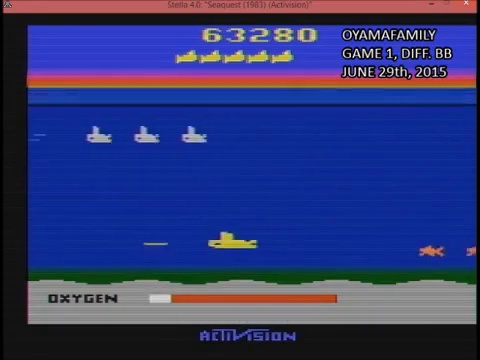 Stella 4.0: "Seaquest (1983) (Activision)"
63280
OYAMAFAMILY
GAME 1, DIFF. BB
JUNE 29th, 2015
OXYGEN
ACTIVISION